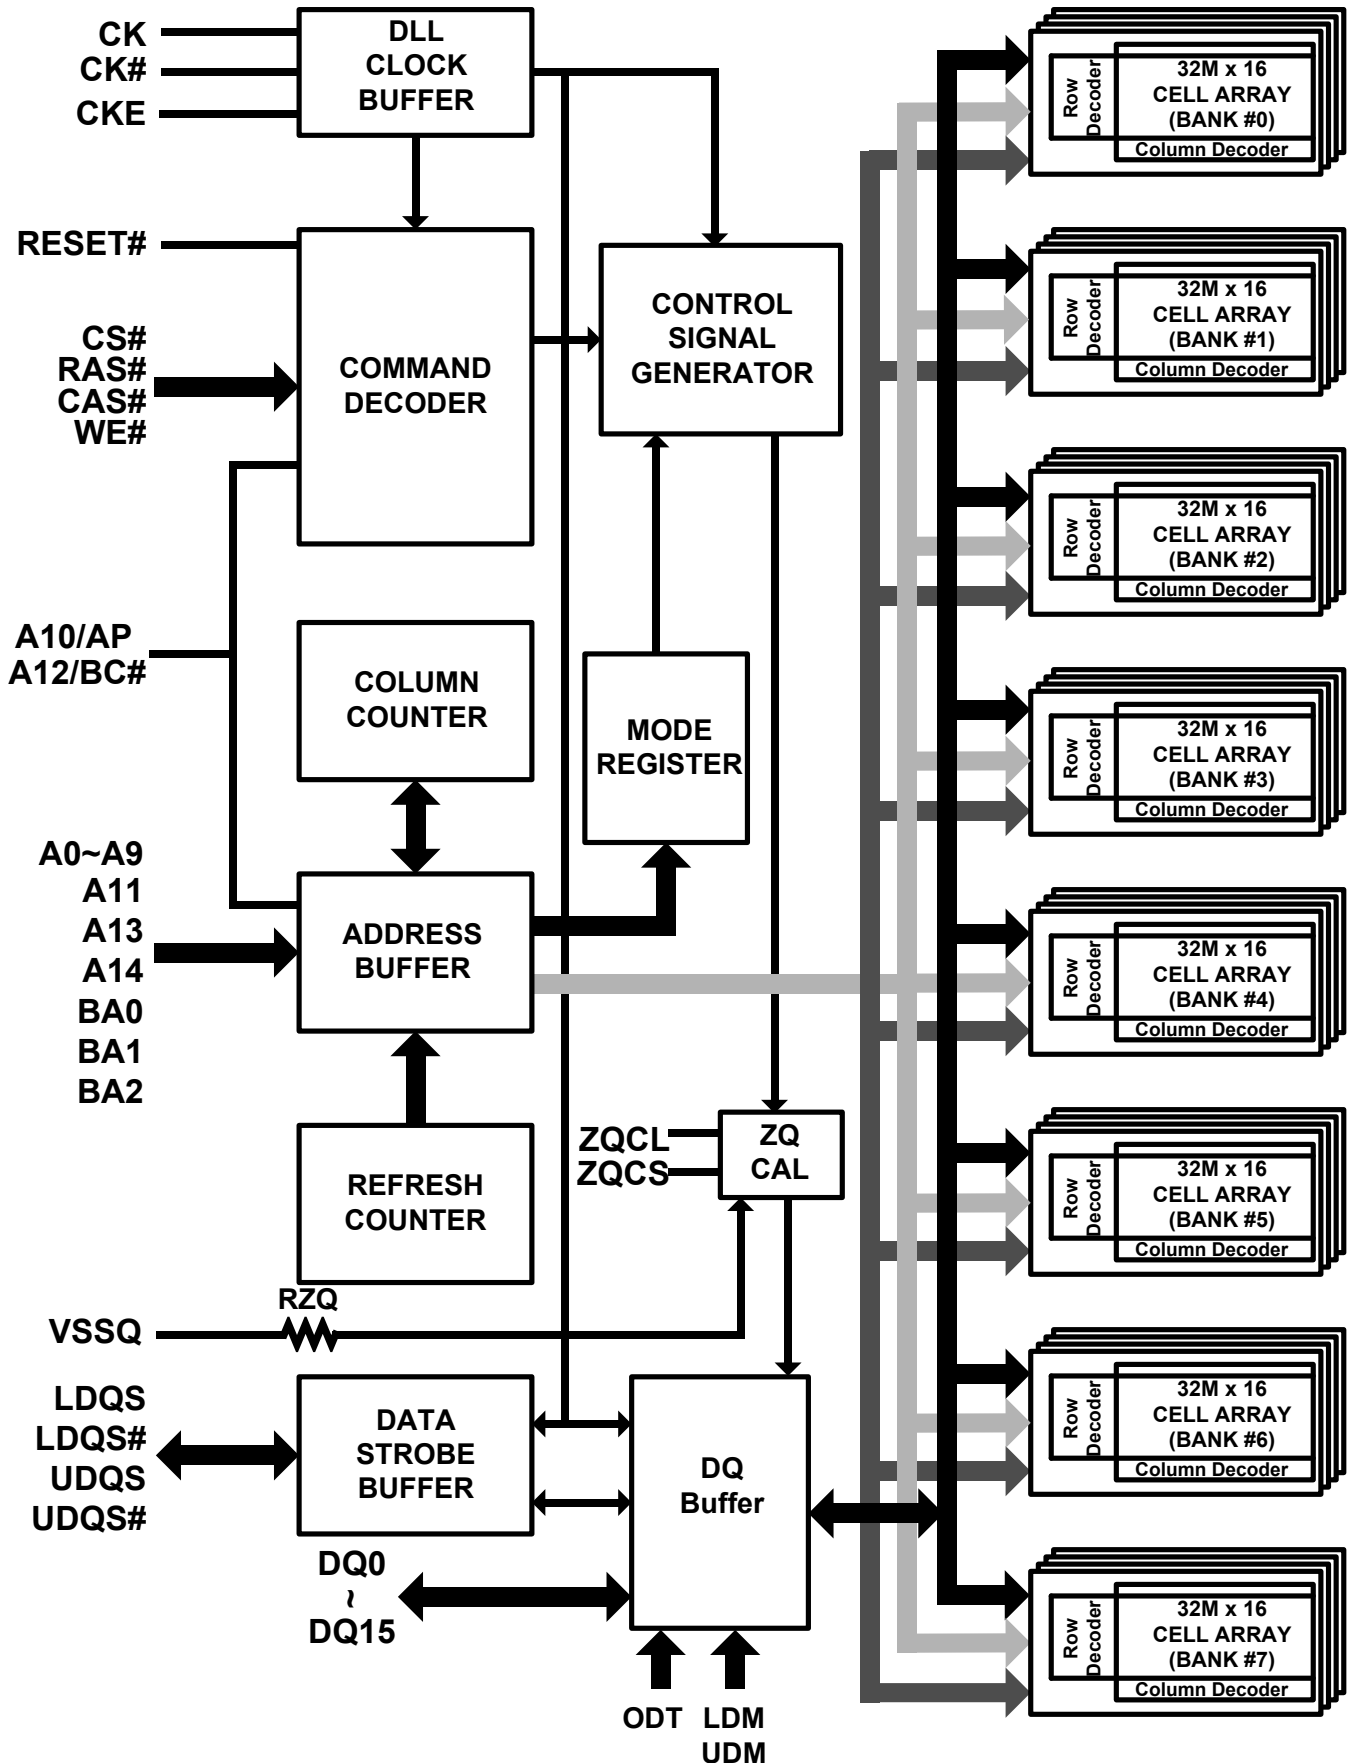 CK
CK#
CKE
DLL
CLOCK
BUFFER
RESET#
CS#
RAS#
CAS#
WE#
COMMAND
DECODER
CONTROL
SIGNAL
GENERATOR
A10/AP
A12/BC#
COLUMN
COUNTER
MODE
REGISTER
A0~A9
A11
A13
A14
BA0
BA1
BA2
ADDRESS
BUFFER
REFRESH
COUNTER
ZQCL
ZQCS
ZQ
CAL
RZQ
VSSQ
LDQS
LDQS#
UDQS
UDQS#
DATA
STROBE
BUFFER
DQ
Buffer
DQ0
~
DQ15
ODT
LDM
UDM
Row
Decoder
32M x 16
CELL ARRAY
(BANK #0)
Column Decoder
Row
Decoder
32M x 16
CELL ARRAY
(BANK #1)
Column Decoder
Row
Decoder
32M x 16
CELL ARRAY
(BANK #2)
Column Decoder
Row
Decoder
32M x 16
CELL ARRAY
(BANK #3)
Column Decoder
Row
Decoder
32M x 16
CELL ARRAY
(BANK #4)
Column Decoder
Row
Decoder
32M x 16
CELL ARRAY
(BANK #5)
Column Decoder
Row
Decoder
32M x 16
CELL ARRAY
(BANK #6)
Column Decoder
Row
Decoder
32M x 16
CELL ARRAY
(BANK #7)
Column Decoder